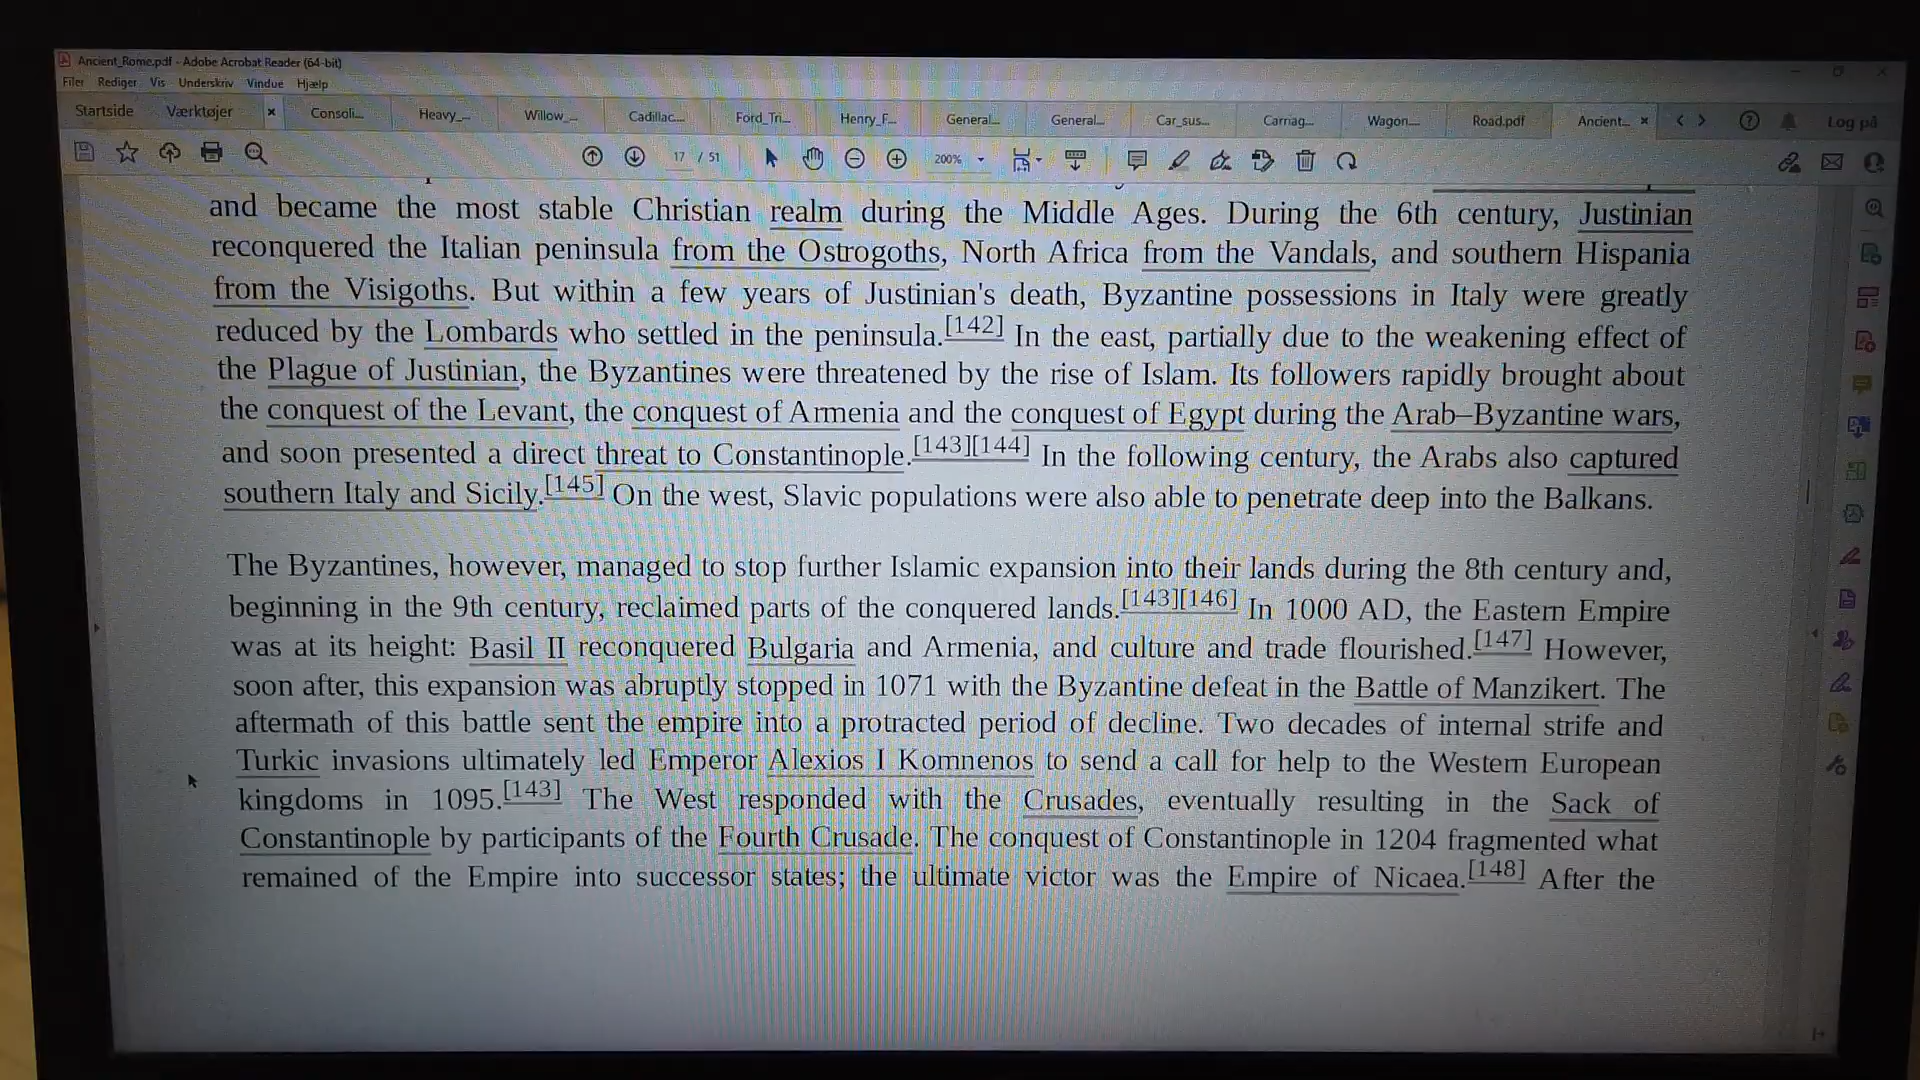 Ancient_Rome.pdf - Adobe Acrobat Reader (64-bit)
Filer Rediger Vis Underskriv Vindue Hjælp
Startside Værktøjer Consoli... Heavy_... Willow_... Cadillac... Ford_Tri... Henry_F... General... General... Car_sus... Carriag... Wagon.... Road.pdf Ancient... Log på
17 / 51 200%
and became the most stable Christian realm during the Middle Ages. During the 6th century, Justinian
reconquered the Italian peninsula from the Ostrogoths, North Africa from the Vandals, and southern Hispania
from the Visigoths. But within a few years of Justinian's death, Byzantine possessions in Italy were greatly
reduced by the Lombards who settled in the peninsula.[142] In the east, partially due to the weakening effect of
the Plague of Justinian, the Byzantines were threatened by the rise of Islam. Its followers rapidly brought about
the conquest of the Levant, the conquest of Armenia and the conquest of Egypt during the Arab–Byzantine wars,
and soon presented a direct threat to Constantinople.[143][144] In the following century, the Arabs also captured
southern Italy and Sicily.[145] On the west, Slavic populations were also able to penetrate deep into the Balkans.
The Byzantines, however, managed to stop further Islamic expansion into their lands during the 8th century and,
beginning in the 9th century, reclaimed parts of the conquered lands.[143][146] In 1000 AD, the Eastern Empire
was at its height: Basil II reconquered Bulgaria and Armenia, and culture and trade flourished.[147] However,
soon after, this expansion was abruptly stopped in 1071 with the Byzantine defeat in the Battle of Manzikert. The
aftermath of this battle sent the empire into a protracted period of decline. Two decades of internal strife and
Turkic invasions ultimately led Emperor Alexios I Komnenos to send a call for help to the Western European
kingdoms in 1095.[143] The West responded with the Crusades, eventually resulting in the Sack of
Constantinople by participants of the Fourth Crusade. The conquest of Constantinople in 1204 fragmented what
remained of the Empire into successor states; the ultimate victor was the Empire of Nicaea.[148] After the